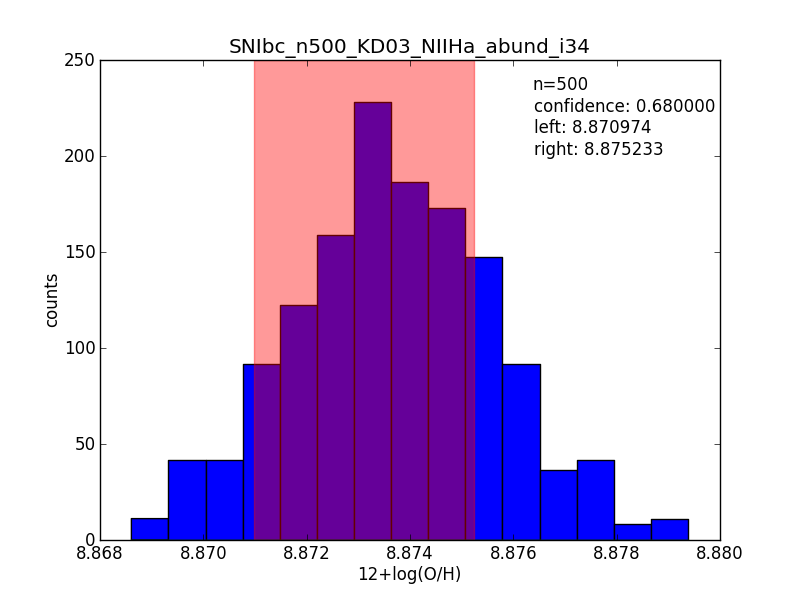 SNIbc_n500_KD03_NIIHa_abund_i34
n=500
confidence: 0.680000
left: 8.870974
right: 8.875233
250
200
150
100
50
0
counts
8.868 8.870 8.872 8.874 8.876 8.878 8.880
12+log(O/H)